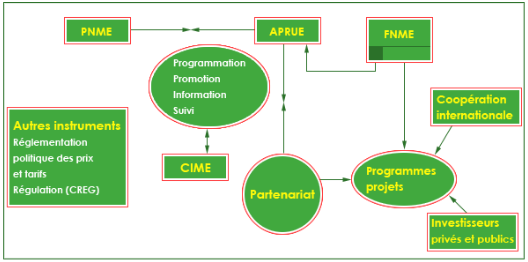 PNME
APRUE
FNME
Programmation
Promotion
Information
Suivi
Autres instruments
Réglementation
politique des prix
et tarifs
Régulation (CREG)
CIME
Partenariat
Programmes
projets
Coopération
internationale
Investisseurs
privés et publics